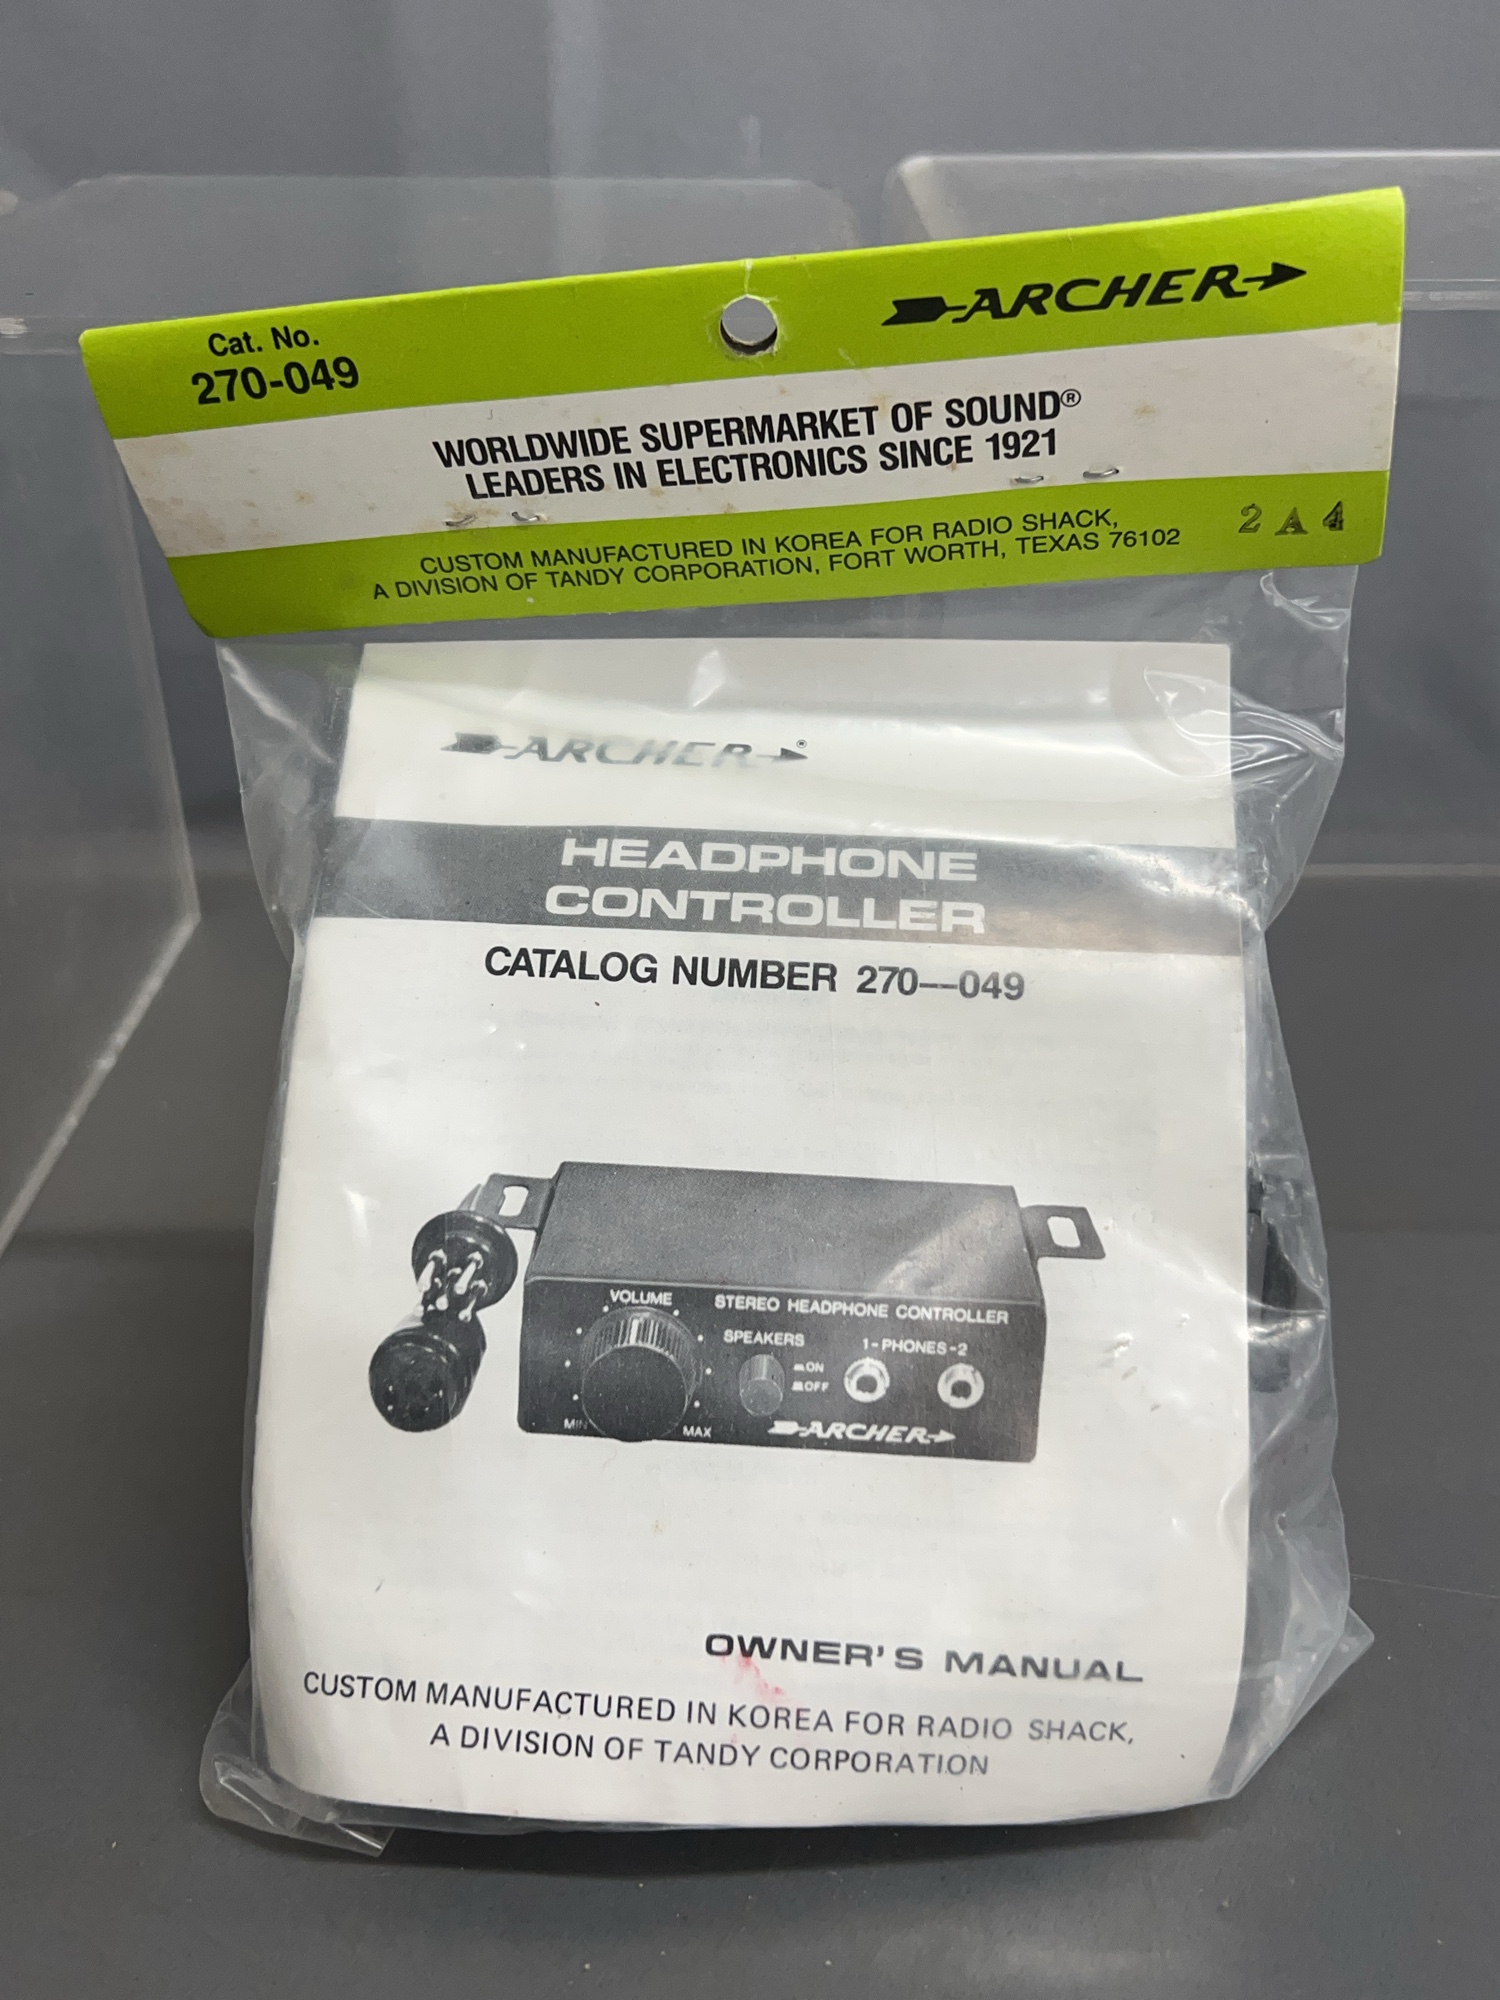 Cat. No.
270-049
ARCHER
WORLDWIDE SUPERMARKET OF SOUND®
LEADERS IN ELECTRONICS SINCE 1921
CUSTOM MANUFACTURED IN KOREA FOR RADIO SHACK,
A DIVISION OF TANDY CORPORATION, FORT WORTH, TEXAS 76102
2 A 4
ARCHER®
HEADPHONE
CONTROLLER
CATALOG NUMBER 270—049
VOLUME
STEREO HEADPHONE CONTROLLER
SPEAKERS
1-PHONES-2
ON
OFF
MIN
MAX
ARCHER
OWNER'S MANUAL
CUSTOM MANUFACTURED IN KOREA FOR RADIO SHACK,
A DIVISION OF TANDY CORPORATION